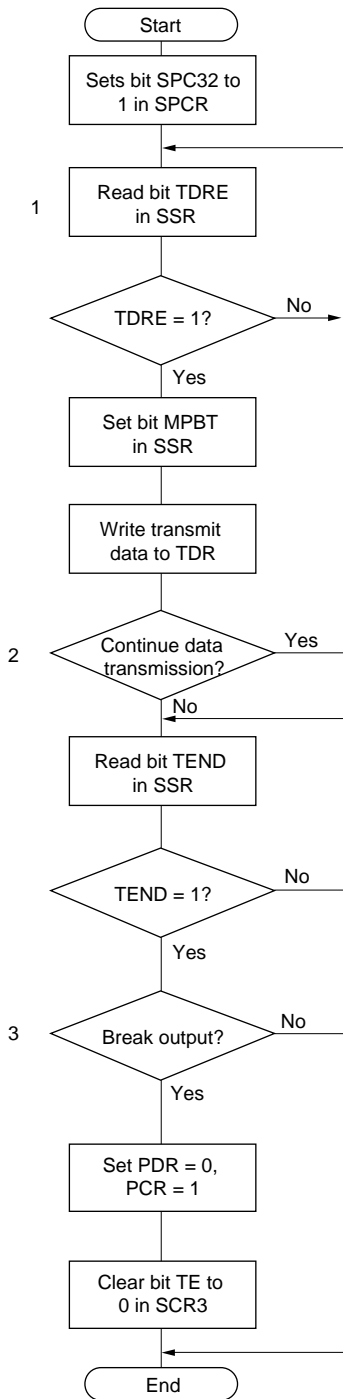 Start
Sets bit SPC32 to
1 in SPCR
1
Read bit TDRE
in SSR
TDRE = 1?
No
Yes
Set bit MPBT
in SSR
Write transmit
data to TDR
2
Continue data
transmission?
Yes
No
Read bit TEND
in SSR
TEND = 1?
No
Yes
3
Break output?
No
Yes
Set PDR = 0,
PCR = 1
Clear bit TE to
0 in SCR3
End